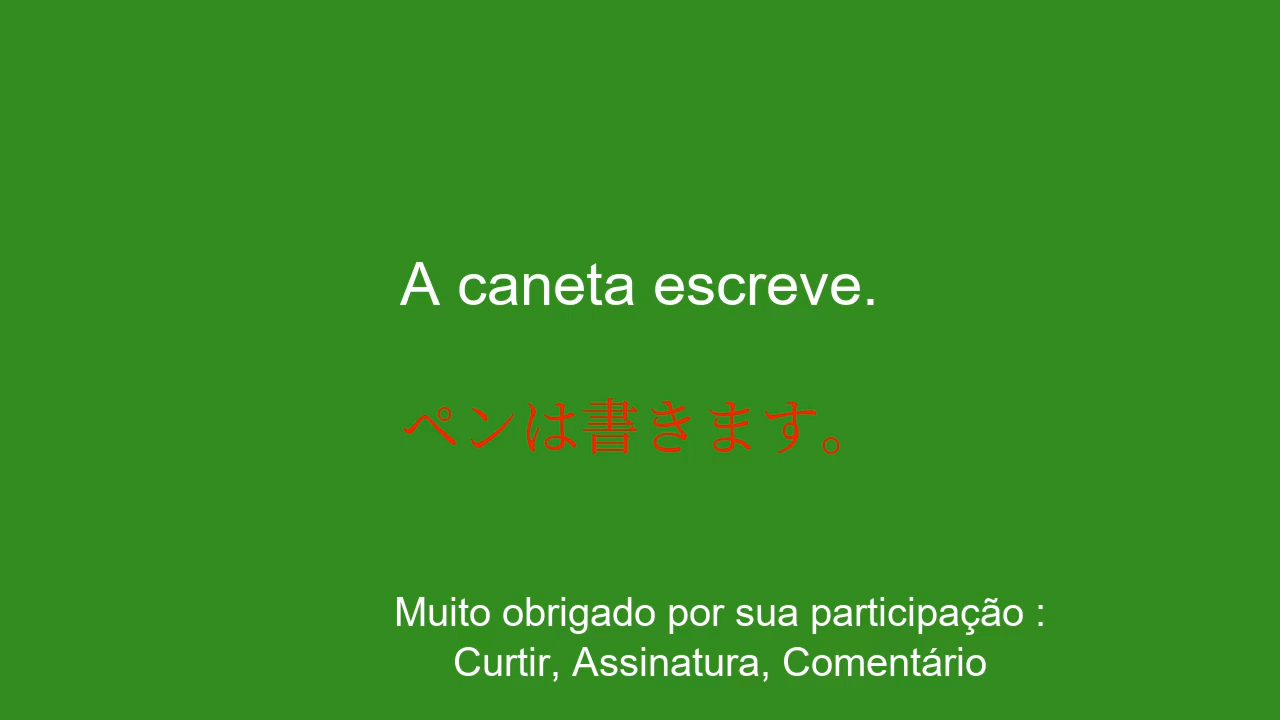 A caneta escreve.
ペンは書きます。
Muito obrigado por sua participação :
Curtir, Assinatura, Comentário